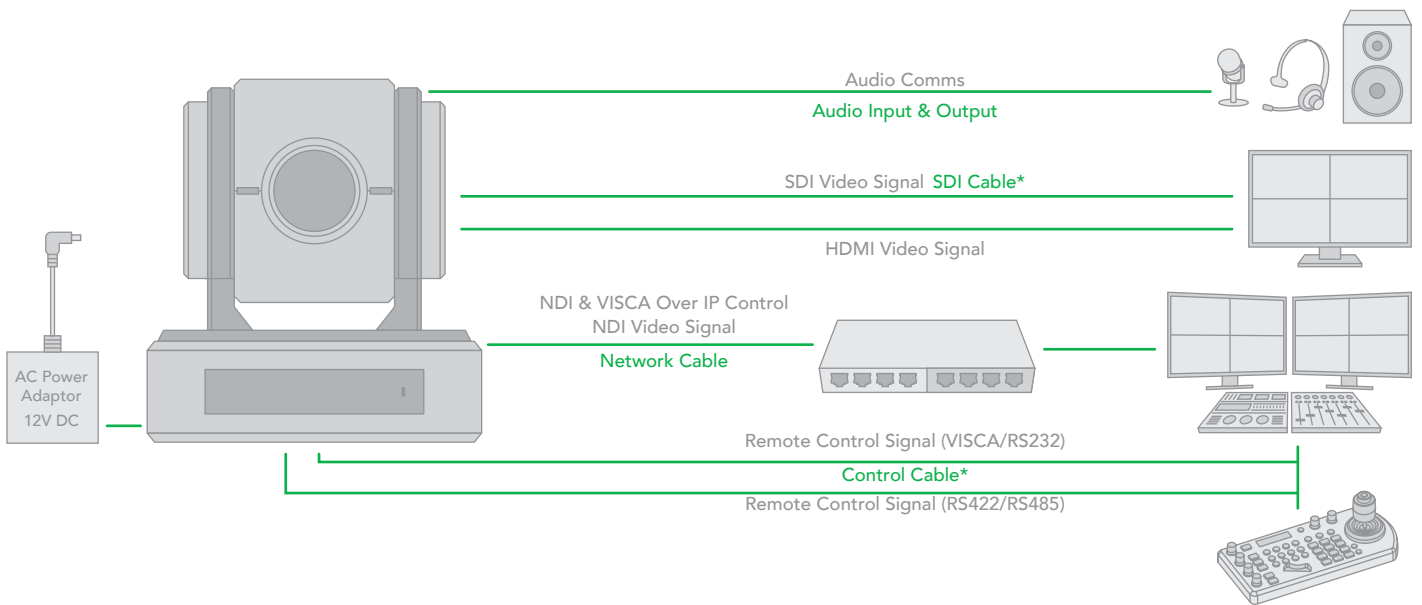 Audio Comms
Audio Input & Output
SDI Video Signal SDI Cable*
HDMI Video Signal
NDI & VISCA Over IP Control
NDI Video Signal
Network Cable
AC Power
Adaptor
12V DC
Remote Control Signal (VISCA/RS232)
Control Cable*
Remote Control Signal (RS422/RS485)